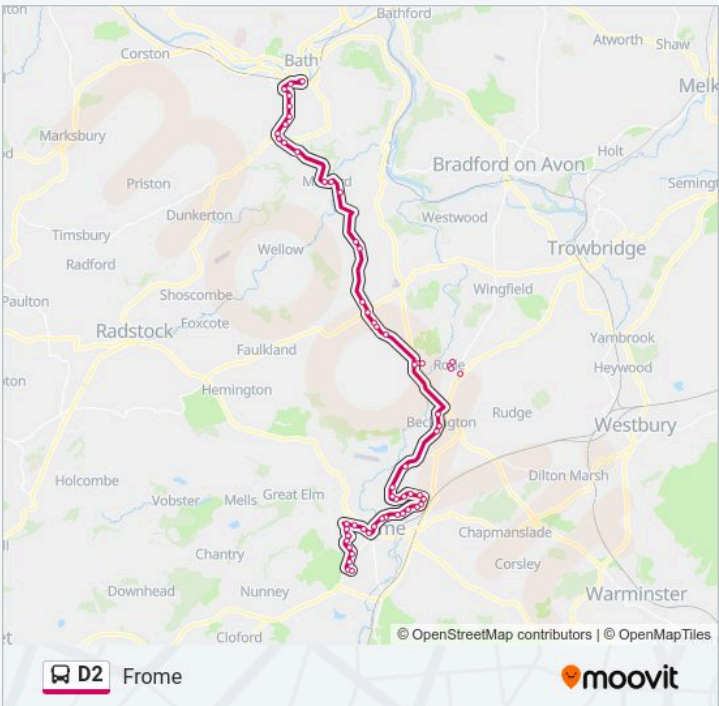 Bathford
Corston
Bath
Atworth
Shaw
Melk
Marksbury
Bradford on Avon
Holt
Priston
Semingt
Dunkerton
Westwood
Timsbury
Wellow
Trowbridge
Radford
Wingfield
Paulton
Shoscombe
Foxcote
Radstock
Yarnbrook
Faulkland
Heywood
Hemington
Rudge
Westbury
Holcombe
Dilton Marsh
Vobster
Mells
Great Elm
Chapmanslade
Chantry
Corsley
Downhead
Nunney
Warminster
Cloford
© OpenStreetMap contributors | © OpenMapTiles
D2 Frome
moovit